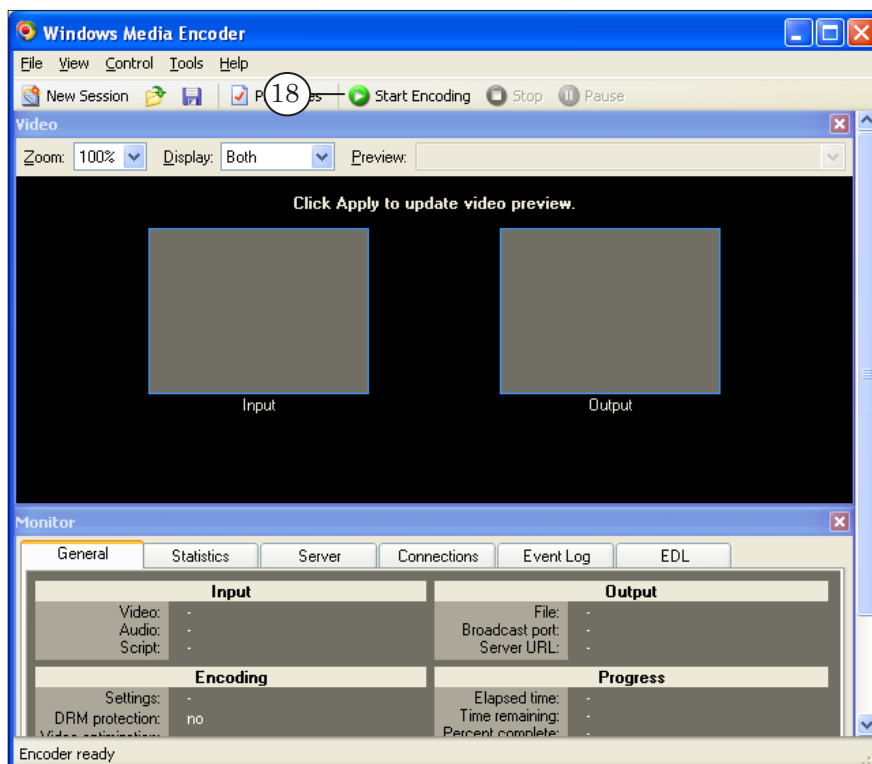 Windows Media Encoder
File View Control Tools Help
New Session 18 Start Encoding Stop Pause
Video
Zoom: 100% Display: Both Preview:
Click Apply to update video preview.
Input Output
Monitor
General Statistics Server Connections Event Log EDL
Input Output
Video: - File: -
Audio: - Broadcast port: -
Script: - Server URL: -
Encoding Progress
Settings: - Elapsed time: -
DRM protection: no Time remaining: -
Percent complete: -
Encoder ready